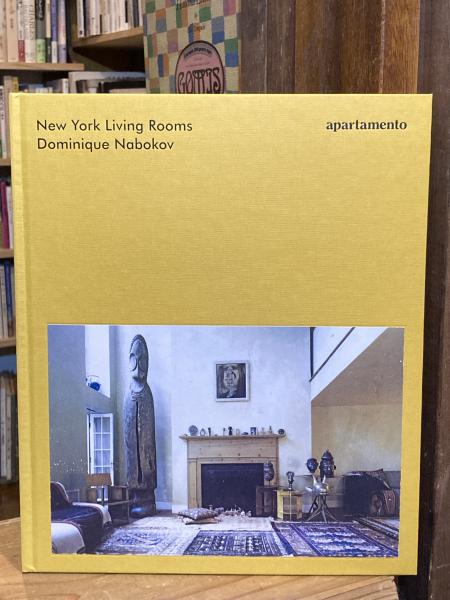 New York Living Rooms
Dominique Nabokov
apartamento